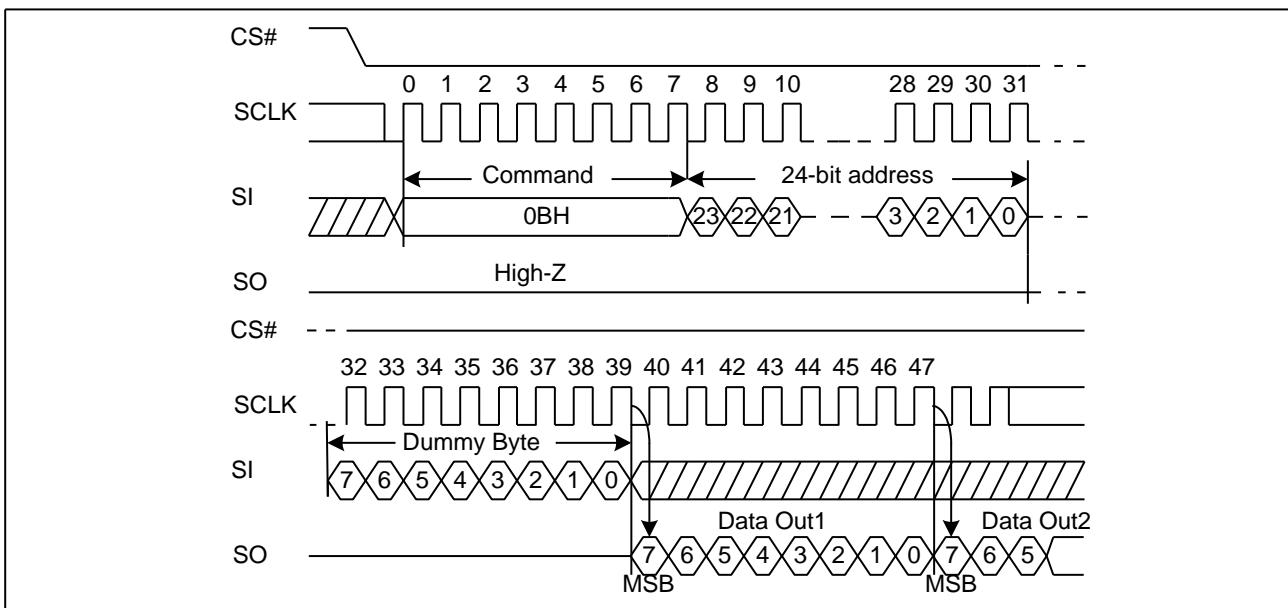 CS#
0 1 2 3 4 5 6 7 8 9 10 28 29 30 31
SCLK
Command 24-bit address
SI
0BH 23 22 21 3 2 1 0
High-Z
SO
CS#
32 33 34 35 36 37 38 39 40 41 42 43 44 45 46 47
SCLK
Dummy Byte
SI
7 6 5 4 3 2 1 0
Data Out1 Data Out2
SO
7 6 5 4 3 2 1 0 7 6 5
MSB MSB